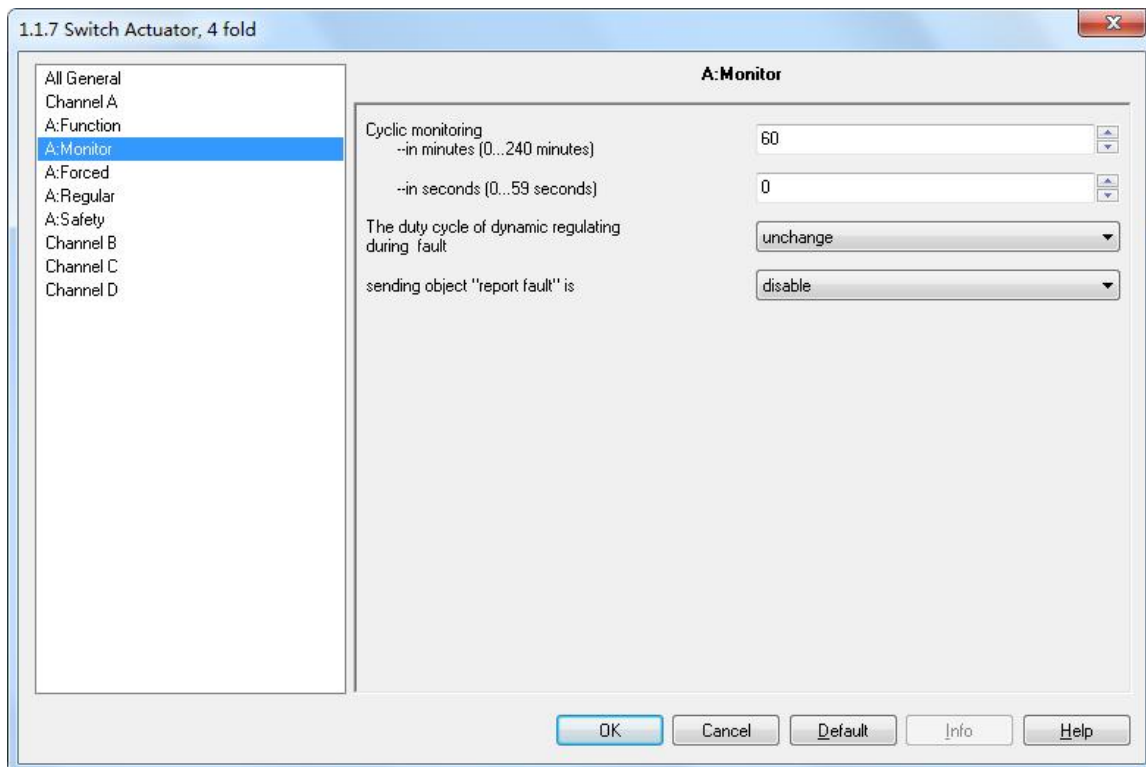 1.1.7 Switch Actuator, 4 fold
All General
Channel A
A:Function
A:Monitor
A:Forced
A:Regular
A:Safety
Channel B
Channel C
Channel D
A:Monitor
Cyclic monitoring
--in minutes (0...240 minutes)
60
--in seconds (0...59 seconds)
0
The duty cycle of dynamic regulating
during fault
unchange
sending object "report fault" is
disable
OK
Cancel
Default
Info
Help